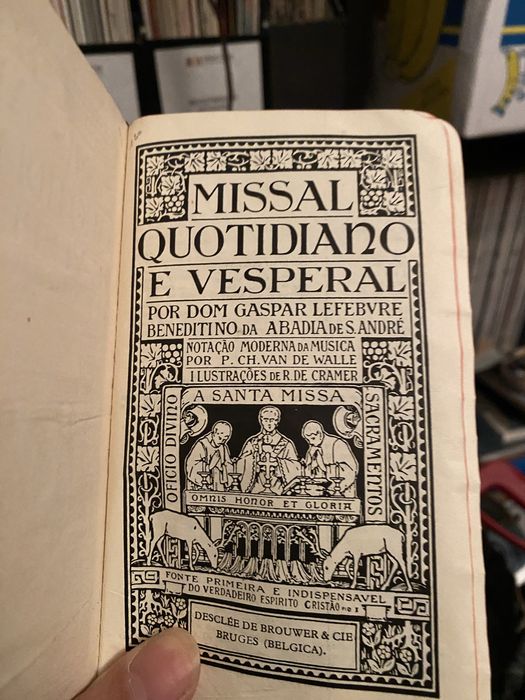 MISSAL
QUOTIDIANO
E VESPERAL
POR DOM GASPAR LEFEBVRE
BENEDITINO DA ABADIA DE S. ANDRÉ
NOTAÇÃO MODERNA DA MUSICA
POR P. CH. VAN DE WALLE
ILUSTRAÇÕES DE R. DE CRAMER
A SANTA MISSA
OFICIO DIVINO
SACRAMENTOS
OMNIS HONOR ET GLORIA
FONTE PRIMEIRA E INDISPENSAVEL
DO VERDADEIRO ESPIRITO CRISTÃO
DESCLÉE DE BROUWER & CIE
BRUGES (BELGICA).